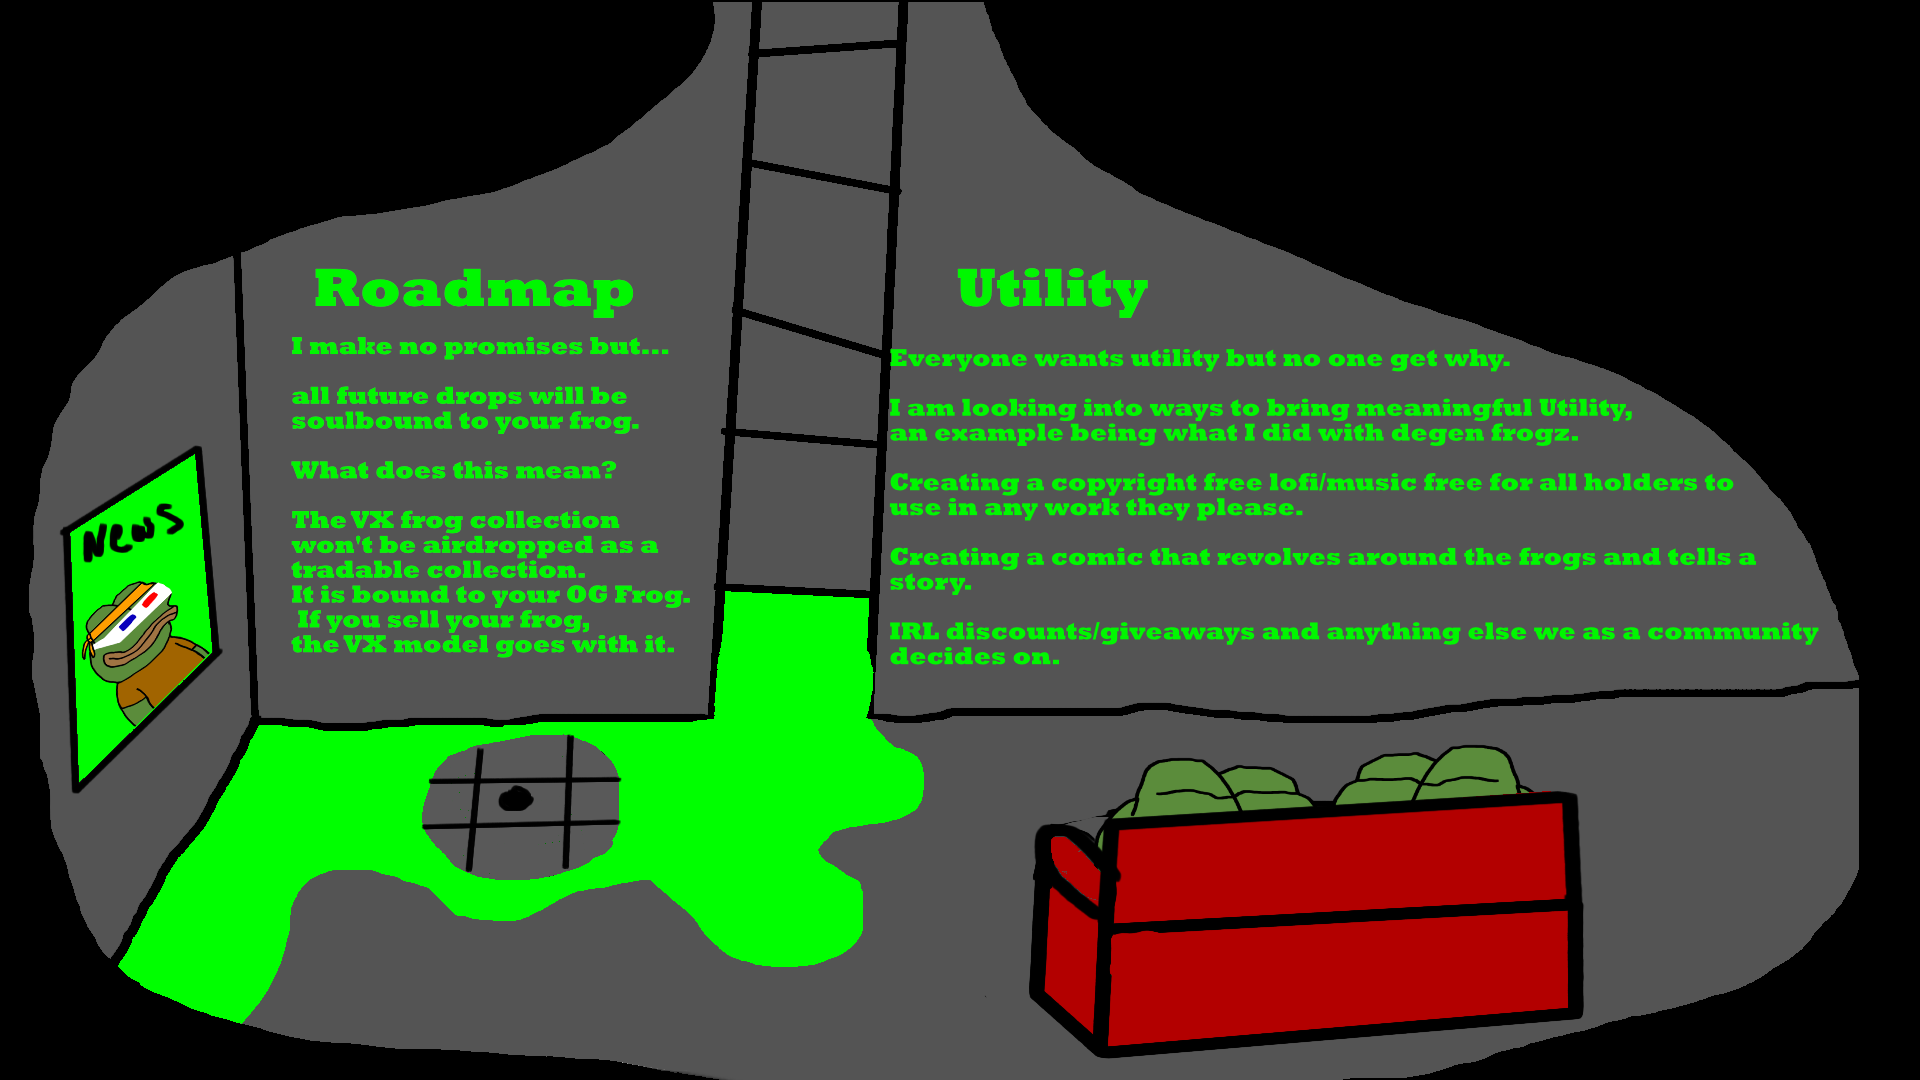 News
Roadmap
I make no promises but...
all future drops will be
soulbound to your frog.
What does this mean?
The VX frog collection
won't be airdropped as a
tradable collection.
It is bound to your OG Frog.
If you sell your frog,
the VX model goes with it.
Utility
Everyone wants utility but no one get why.
I am looking into ways to bring meaningful Utility,
an example being what I did with degen frogz.
Creating a copyright free lofi/music free for all holders to
use in any work they please.
Creating a comic that revolves around the frogs and tells a
story.
IRL discounts/giveaways and anything else we as a community
decides on.